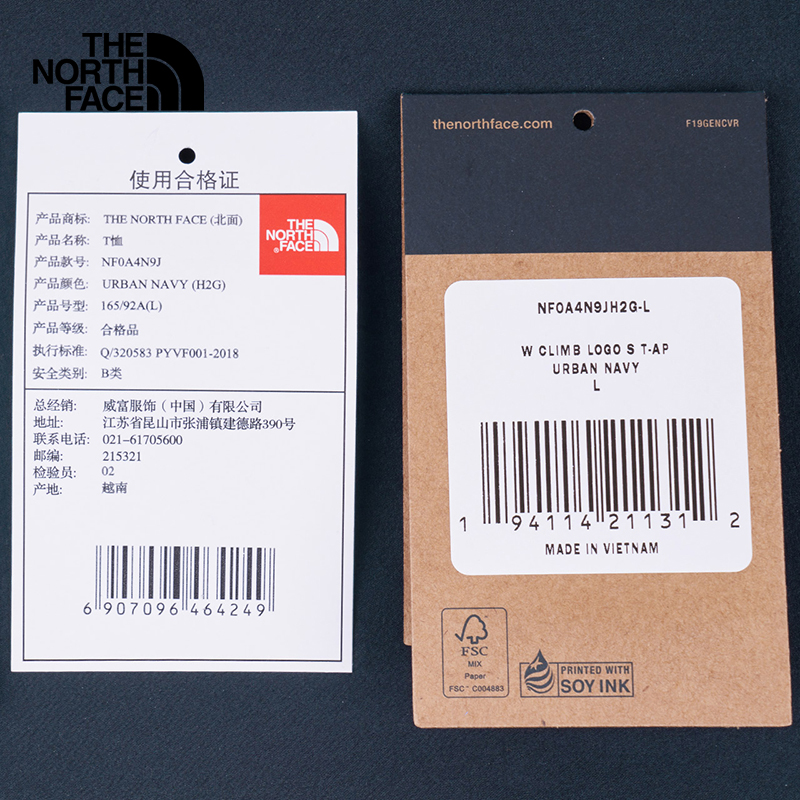 THE
NORTH
FACE
使用合格证
产品商标: THE NORTH FACE (北面)
产品名称: T恤
产品款号: NF0A4N9J
产品颜色: URBAN NAVY (H2G)
产品号型: 165/92A(L)
产品等级: 合格品
执行标准: Q/320583 PYVF001-2018
安全类别: B类
THE
NORTH
FACE
®
总经销: 威富服饰（中国）有限公司
地址: 江苏省昆山市张浦镇建德路390号
联系电话: 021-61705600
邮编: 215321
检验员: 02
产地: 越南
6 907096 464249
thenorthface.com
F19GENCVR
NF0A4N9JH2G-L
W CLIMB LOGO S T-AP
URBAN NAVY
L
1 94114 21131 2
MADE IN VIETNAM
FSC
MIX
Paper
FSC™ C004883
PRINTED WITH
SOY INK